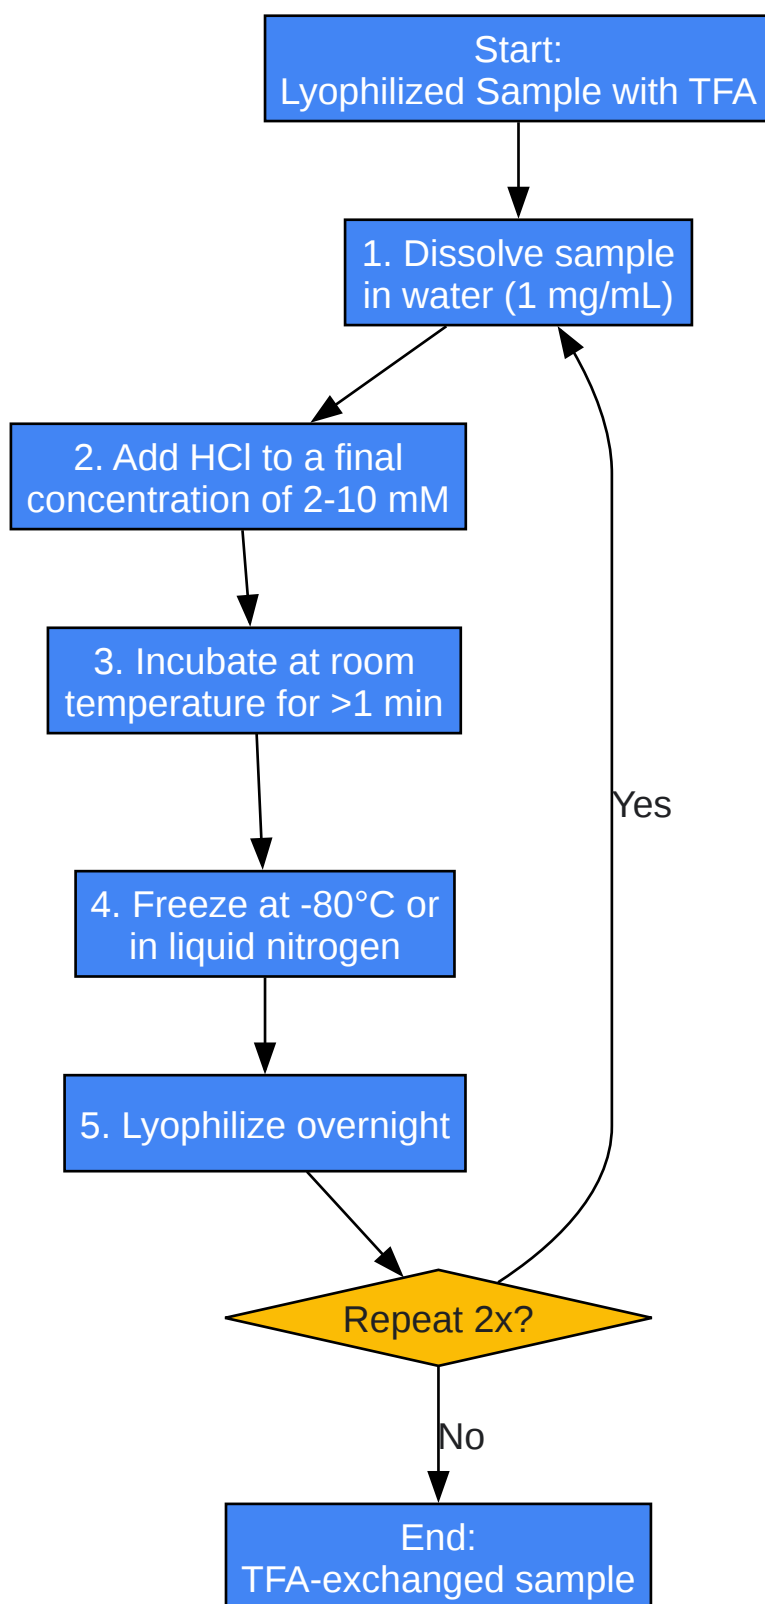 Start:
Lyophilized Sample with TFA
1. Dissolve sample
in water (1 mg/mL)
2. Add HCl to a final
concentration of 2-10 mM
3. Incubate at room
temperature for >1 min
Yes
4. Freeze at -80°C or
in liquid nitrogen
5. Lyophilize overnight
Repeat 2x?
No
End:
TFA-exchanged sample